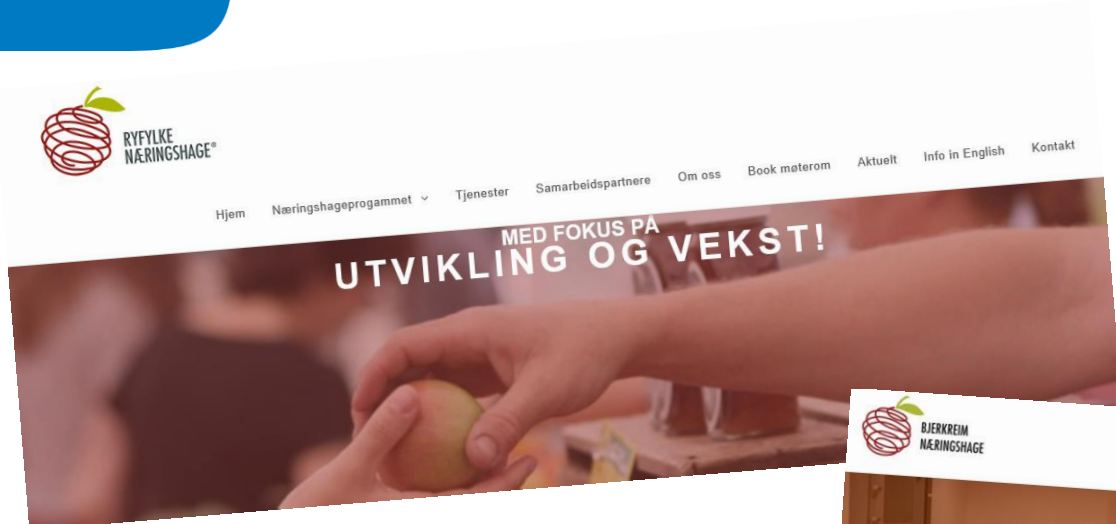 RYFYLKE
NÆRINGSHAGE®
Hjem Næringshageprogammet Tjenester Samarbeidspartnere Om oss Book møterom Aktuelt Info in English Kontakt
MED FOKUS PÅ
UTVIKLING OG VEKST!
BJERKREIM
NÆRINGSHAGE